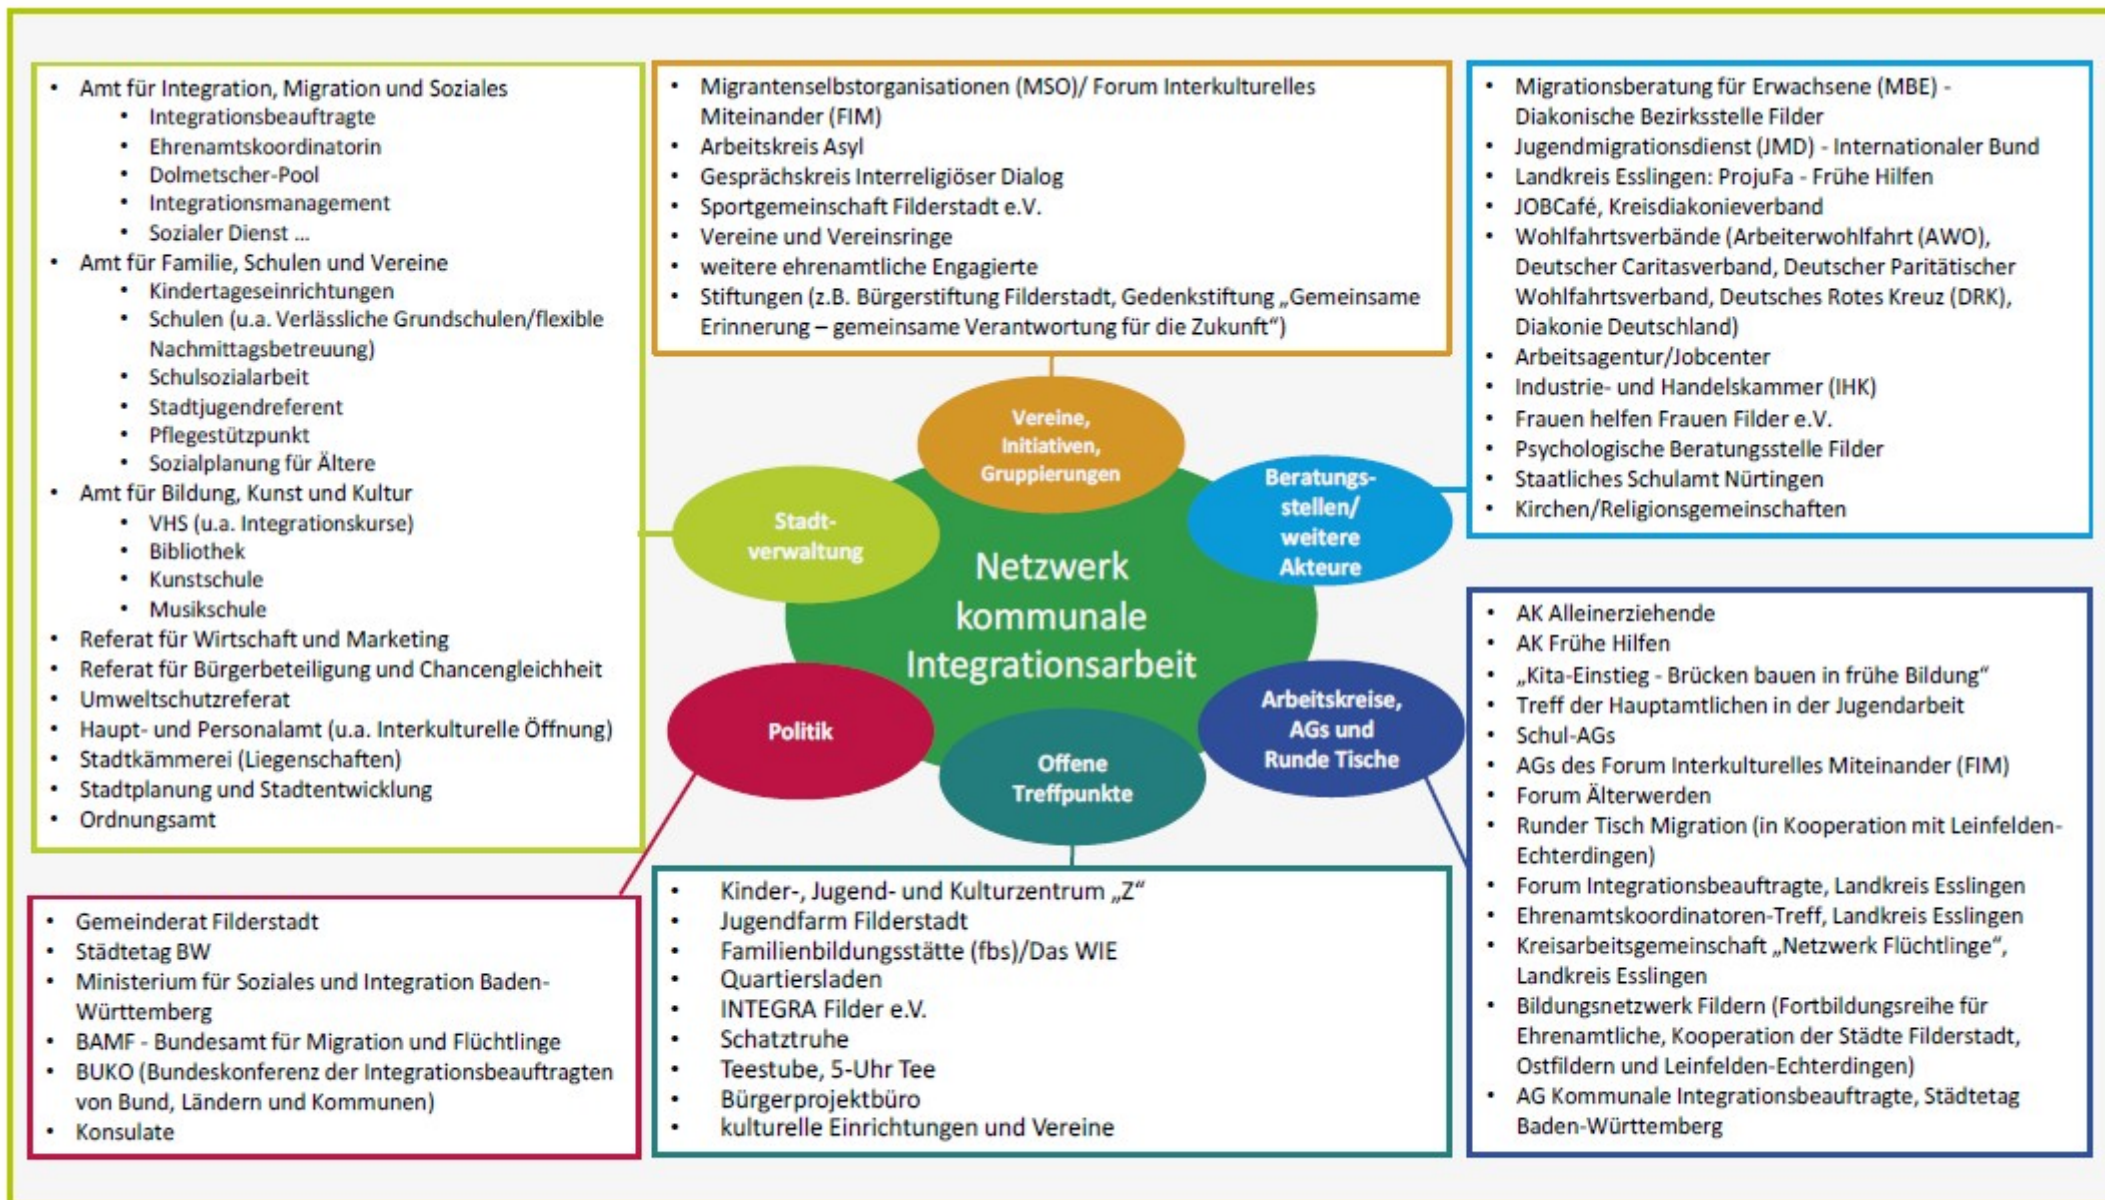 • Amt für Integration, Migration und Soziales
• Integrationsbeauftragte
• Ehrenamtskoordinatorin
• Dolmetscher-Pool
• Integrationsmanagement
• Sozialer Dienst ...
• Amt für Familie, Schulen und Vereine
• Kindertageseinrichtungen
• Schulen (u.a. Verlässliche Grundschulen/flexible
Nachmittagsbetreuung)
• Schulsozialarbeit
• Stadtjugendreferent
• Pflegestützpunkt
• Sozialplanung für Ältere
• Amt für Bildung, Kunst und Kultur
• VHS (u.a. Integrationskurse)
• Bibliothek
• Kunstschule
• Musikschule
• Referat für Wirtschaft und Marketing
• Referat für Bürgerbeteiligung und Chancengleichheit
• Umweltschutzreferat
• Haupt- und Personalamt (u.a. Interkulturelle Öffnung)
• Stadtkämmerei (Liegenschaften)
• Stadtplanung und Stadtentwicklung
• Ordnungsamt
• Migrantenselbstorganisationen (MSO)/ Forum Interkulturelles
Miteinander (FIM)
• Arbeitskreis Asyl
• Gesprächskreis Interreligiöser Dialog
• Sportgemeinschaft Filderstadt e.V.
• Vereine und Vereinsringe
• weitere ehrenamtliche Engagierte
• Stiftungen (z.B. Bürgerstiftung Filderstadt, Gedenkstiftung „Gemeinsame
Erinnerung – gemeinsame Verantwortung für die Zukunft“)
• Migrationsberatung für Erwachsene (MBE) -
Diakonische Bezirksstelle Filder
• Jugendmigrationsdienst (JMD) - Internationaler Bund
• Landkreis Esslingen: ProjuFa - Frühe Hilfen
• JOBCafé, Kreisdiakonieverband
• Wohlfahrtsverbände (Arbeiterwohlfahrt (AWO),
Deutscher Caritasverband, Deutscher Paritätischer
Wohlfahrtsverband, Deutsches Rotes Kreuz (DRK),
Diakonie Deutschland)
• Arbeitsagentur/Jobcenter
• Industrie- und Handelskammer (IHK)
• Frauen helfen Frauen Filder e.V.
• Psychologische Beratungsstelle Filder
• Staatliches Schulamt Nürtingen
• Kirchen/Religionsgemeinschaften
Vereine,
Initiativen,
Gruppierungen
Stadt-
verwaltung
Beratungs-
stellen/
weitere
Akteure
Netzwerk
kommunale
Integrationsarbeit
Politik
Offene
Treffpunkte
Arbeitskreise,
AGs und
Runde Tische
• Gemeinderat Filderstadt
• Städtetag BW
• Ministerium für Soziales und Integration Baden-
Württemberg
• BAMF - Bundesamt für Migration und Flüchtlinge
• BUKO (Bundeskonferenz der Integrationsbeauftragten
von Bund, Ländern und Kommunen)
• Konsulate
• Kinder-, Jugend- und Kulturzentrum „Z“
• Jugendfarm Filderstadt
• Familienbildungsstätte (fbs)/Das WIE
• Quartiersladen
• INTEGRA Filder e.V.
• Schatztruhe
• Teestube, 5-Uhr Tee
• Bürgerprojektbüro
• kulturelle Einrichtungen und Vereine
• AK Alleinerziehende
• AK Frühe Hilfen
• „Kita-Einstieg - Brücken bauen in frühe Bildung“
• Treff der Hauptamtlichen in der Jugendarbeit
• Schul-AGs
• AGs des Forum Interkulturelles Miteinander (FIM)
• Forum Älterwerden
• Runder Tisch Migration (in Kooperation mit Leinfelden-
Echterdingen)
• Forum Integrationsbeauftragte, Landkreis Esslingen
• Ehrenamtskoordinatoren-Treff, Landkreis Esslingen
• Kreisarbeitsgemeinschaft „Netzwerk Flüchtlinge“,
Landkreis Esslingen
• Bildungsnetzwerk Fildern (Fortbildungsreihe für
Ehrenamtliche, Kooperation der Städte Filderstadt,
Ostfildern und Leinfelden-Echterdingen)
• AG Kommunale Integrationsbeauftragte, Städtetag
Baden-Württemberg